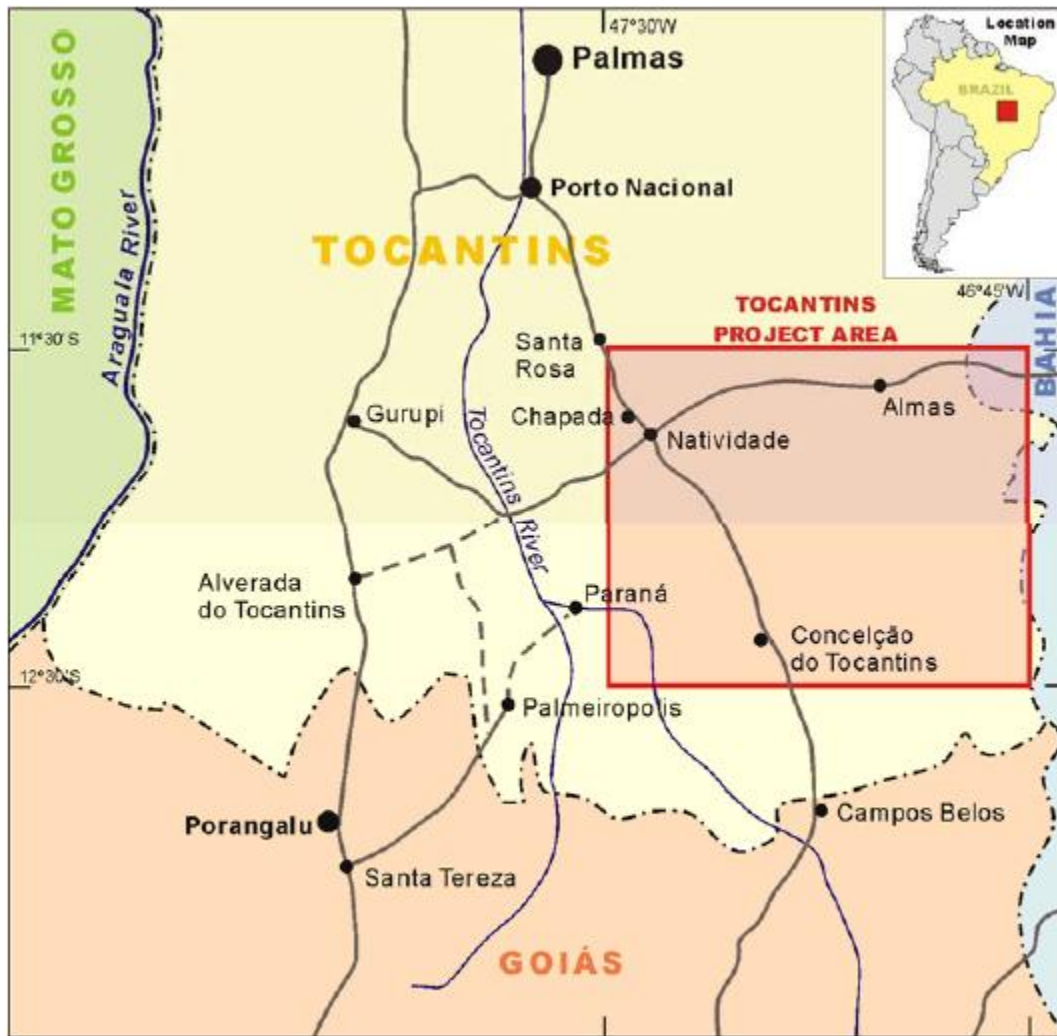 47°30'W
Location
Map
BRAZIL
Palmas
Porto Nacional
MATO GROSSO
Araguala River
TOCANTINS
46°45'W
TOCANTINS
PROJECT AREA
BAHIA
11°30'S
Santa
Rosa
Almas
Gurupi
Chapada
Natividade
Tocantins River
Alverada
do Tocantins
Paraná
Concelção
do Tocantins
12°30'S
Palmeiropolis
Porangalu
Campos Belos
Santa Tereza
GOIÁS